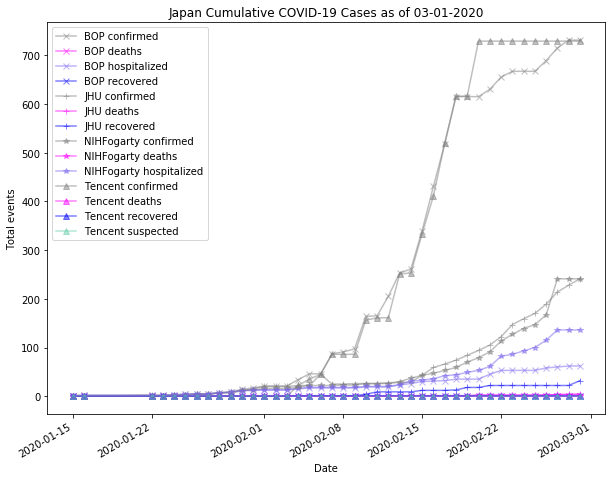 Japan Cumulative COVID-19 Cases as of 03-01-2020
BOP confirmed
BOP deaths
BOP hospitalized
BOP recovered
JHU confirmed
JHU deaths
JHU recovered
NIHFogarty confirmed
NIHFogarty deaths
NIHFogarty hospitalized
Tencent confirmed
Tencent deaths
Tencent recovered
Tencent suspected
Total events
700
600
500
400
300
200
100
0
2020-01-15
2020-01-22
2020-02-01
2020-02-08
2020-02-15
2020-02-22
2020-03-01
Date